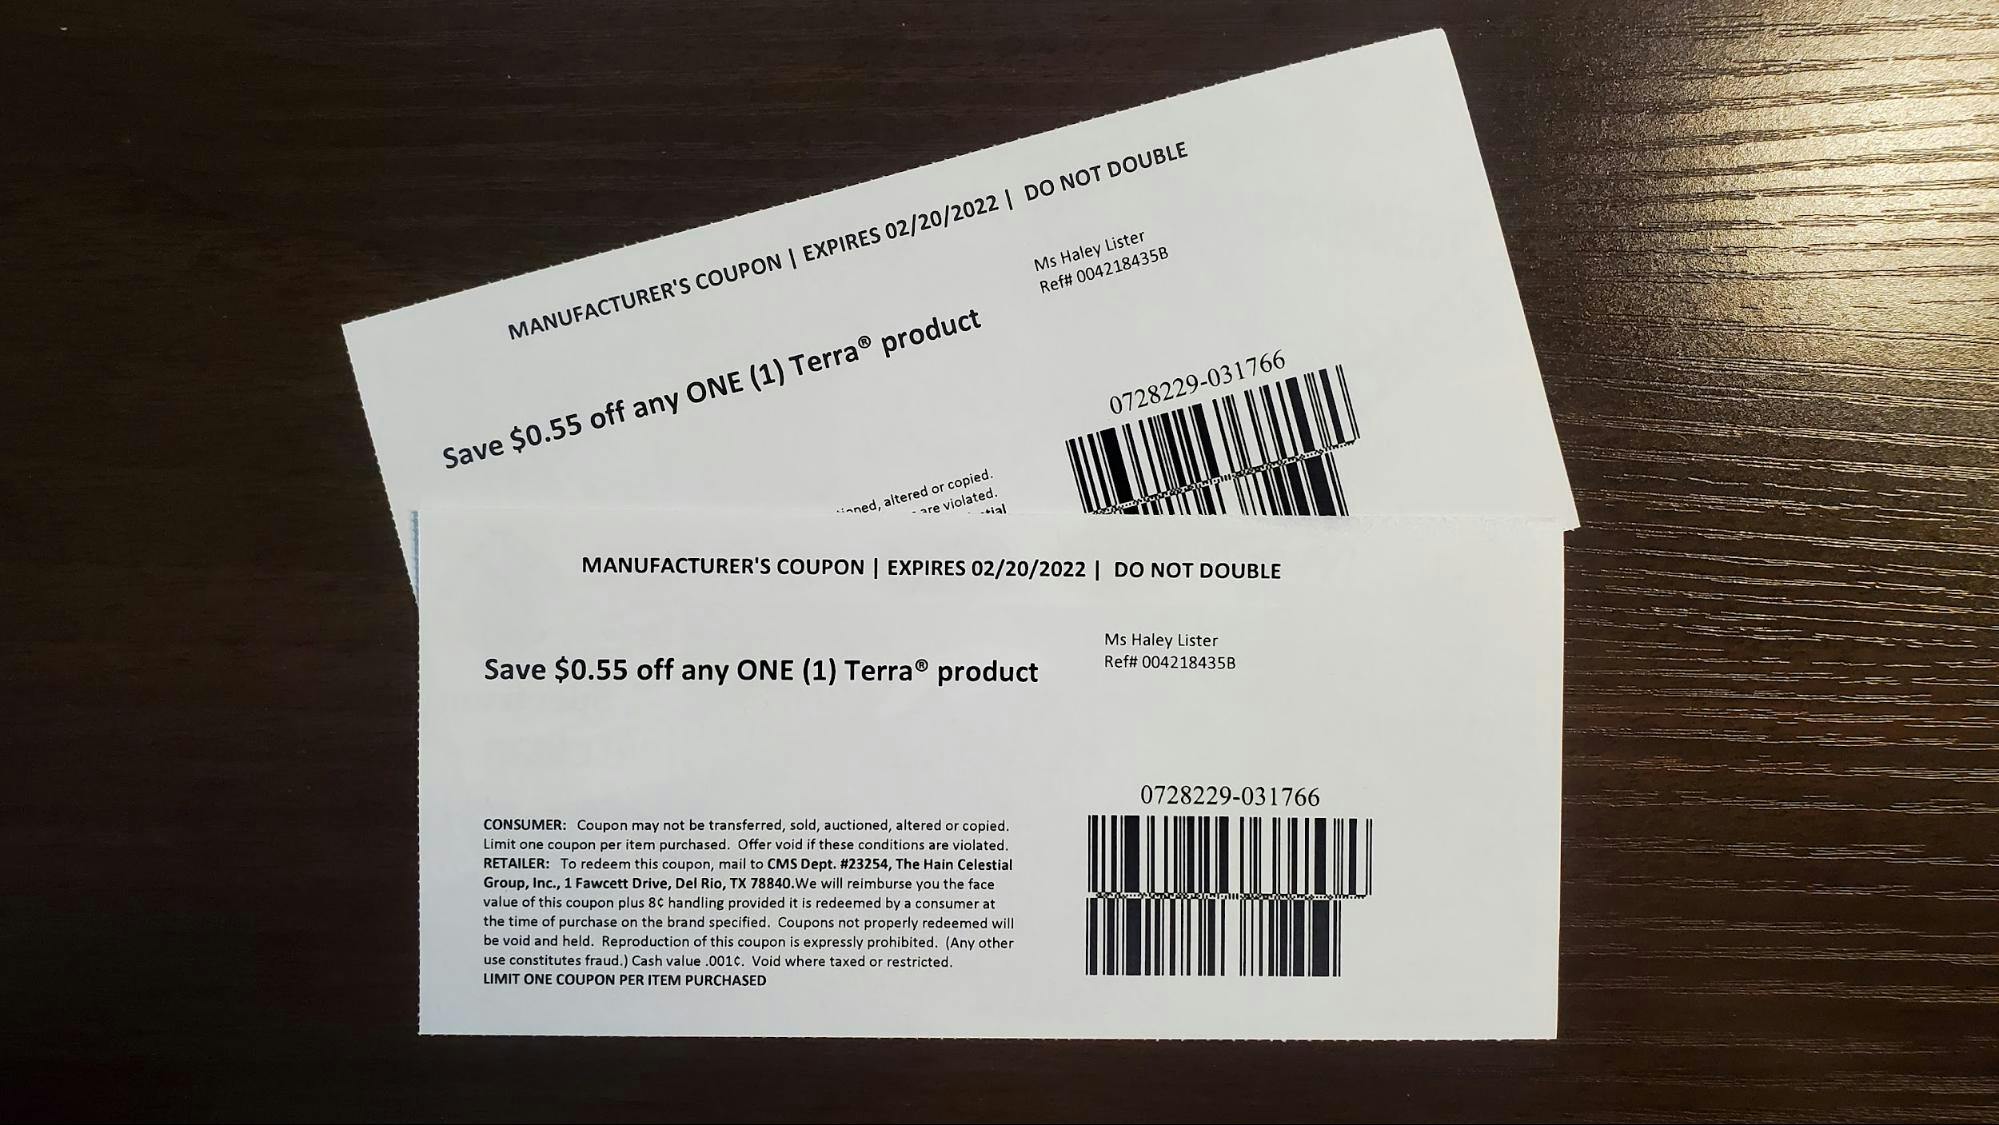 MANUFACTURER'S COUPON | EXPIRES 02/20/2022 | DO NOT DOUBLE
Ms Haley Lister
Ref# 004218435B
Save $0.55 off any ONE (1) Terra® product
0728229-031766
altered or copied.
are violated.
MANUFACTURER'S COUPON | EXPIRES 02/20/2022 | DO NOT DOUBLE
Ms Haley Lister
Ref# 004218435B
Save $0.55 off any ONE (1) Terra® product
0728229-031766
CONSUMER: Coupon may not be transferred, sold, auctioned, altered or copied.
Limit one coupon per item purchased. Offer void if these conditions are violated.
RETAILER: To redeem this coupon, mail to CMS Dept. #23254, The Hain Celestial
Group, Inc., 1 Fawcett Drive, Del Rio, TX 78840.We will reimburse you the face
value of this coupon plus 8¢ handling provided it is redeemed by a consumer at
the time of purchase on the brand specified. Coupons not properly redeemed will
be void and held. Reproduction of this coupon is expressly prohibited. (Any other
use constitutes fraud.) Cash value .001¢. Void where taxed or restricted.
LIMIT ONE COUPON PER ITEM PURCHASED